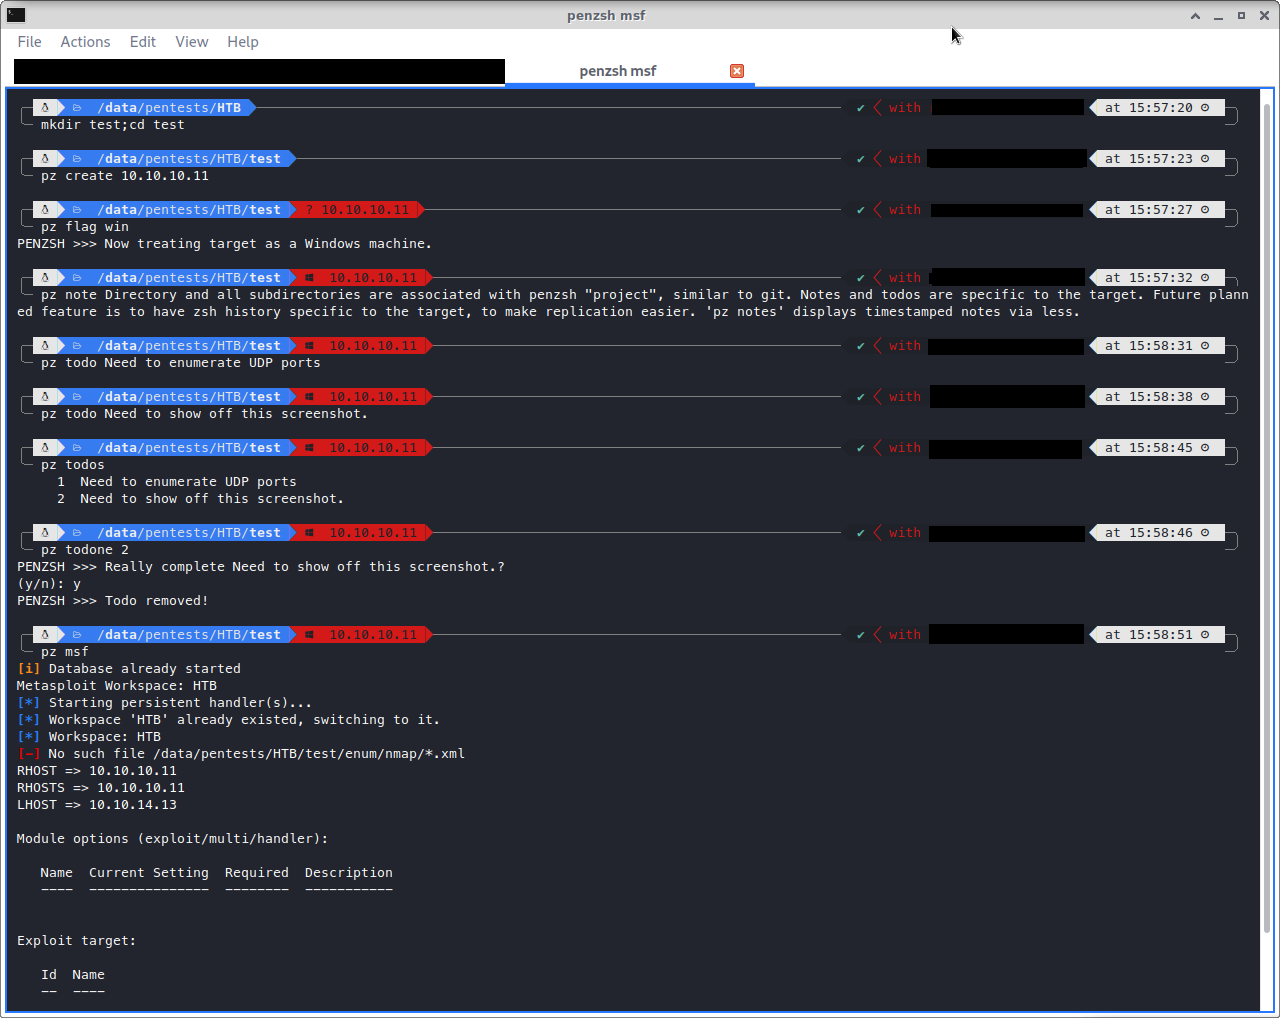 penzsh msf
File Actions Edit View Help
penzsh msf
/data/pentests/HTB ✔ with at 15:57:20
mkdir test;cd test
/data/pentests/HTB/test ✔ with at 15:57:23
pz create 10.10.10.11
/data/pentests/HTB/test ? 10.10.10.11 ✔ with at 15:57:27
pz flag win
PENZSH >>> Now treating target as a Windows machine.
/data/pentests/HTB/test 10.10.10.11 ✔ with at 15:57:32
pz note Directory and all subdirectories are associated with penzsh "project", similar to git. Notes and todos are specific to the target. Future plann
ed feature is to have zsh history specific to the target, to make replication easier. 'pz notes' displays timestamped notes via less.
/data/pentests/HTB/test 10.10.10.11 ✔ with at 15:58:31
pz todo Need to enumerate UDP ports
/data/pentests/HTB/test 10.10.10.11 ✔ with at 15:58:38
pz todo Need to show off this screenshot.
/data/pentests/HTB/test 10.10.10.11 ✔ with at 15:58:45
pz todos
1 Need to enumerate UDP ports
2 Need to show off this screenshot.
/data/pentests/HTB/test 10.10.10.11 ✔ with at 15:58:46
pz todone 2
PENZSH >>> Really complete Need to show off this screenshot.?
(y/n): y
PENZSH >>> Todo removed!
/data/pentests/HTB/test 10.10.10.11 ✔ with at 15:58:51
pz msf
[i] Database already started
Metasploit Workspace: HTB
[*] Starting persistent handler(s)...
[*] Workspace 'HTB' already existed, switching to it.
[*] Workspace: HTB
[-] No such file /data/pentests/HTB/test/enum/nmap/*.xml
RHOST => 10.10.10.11
RHOSTS => 10.10.10.11
LHOST => 10.10.14.13
Module options (exploit/multi/handler):
Name Current Setting Required Description
---- --------------- -------- -----------
Exploit target:
Id Name
-- ----